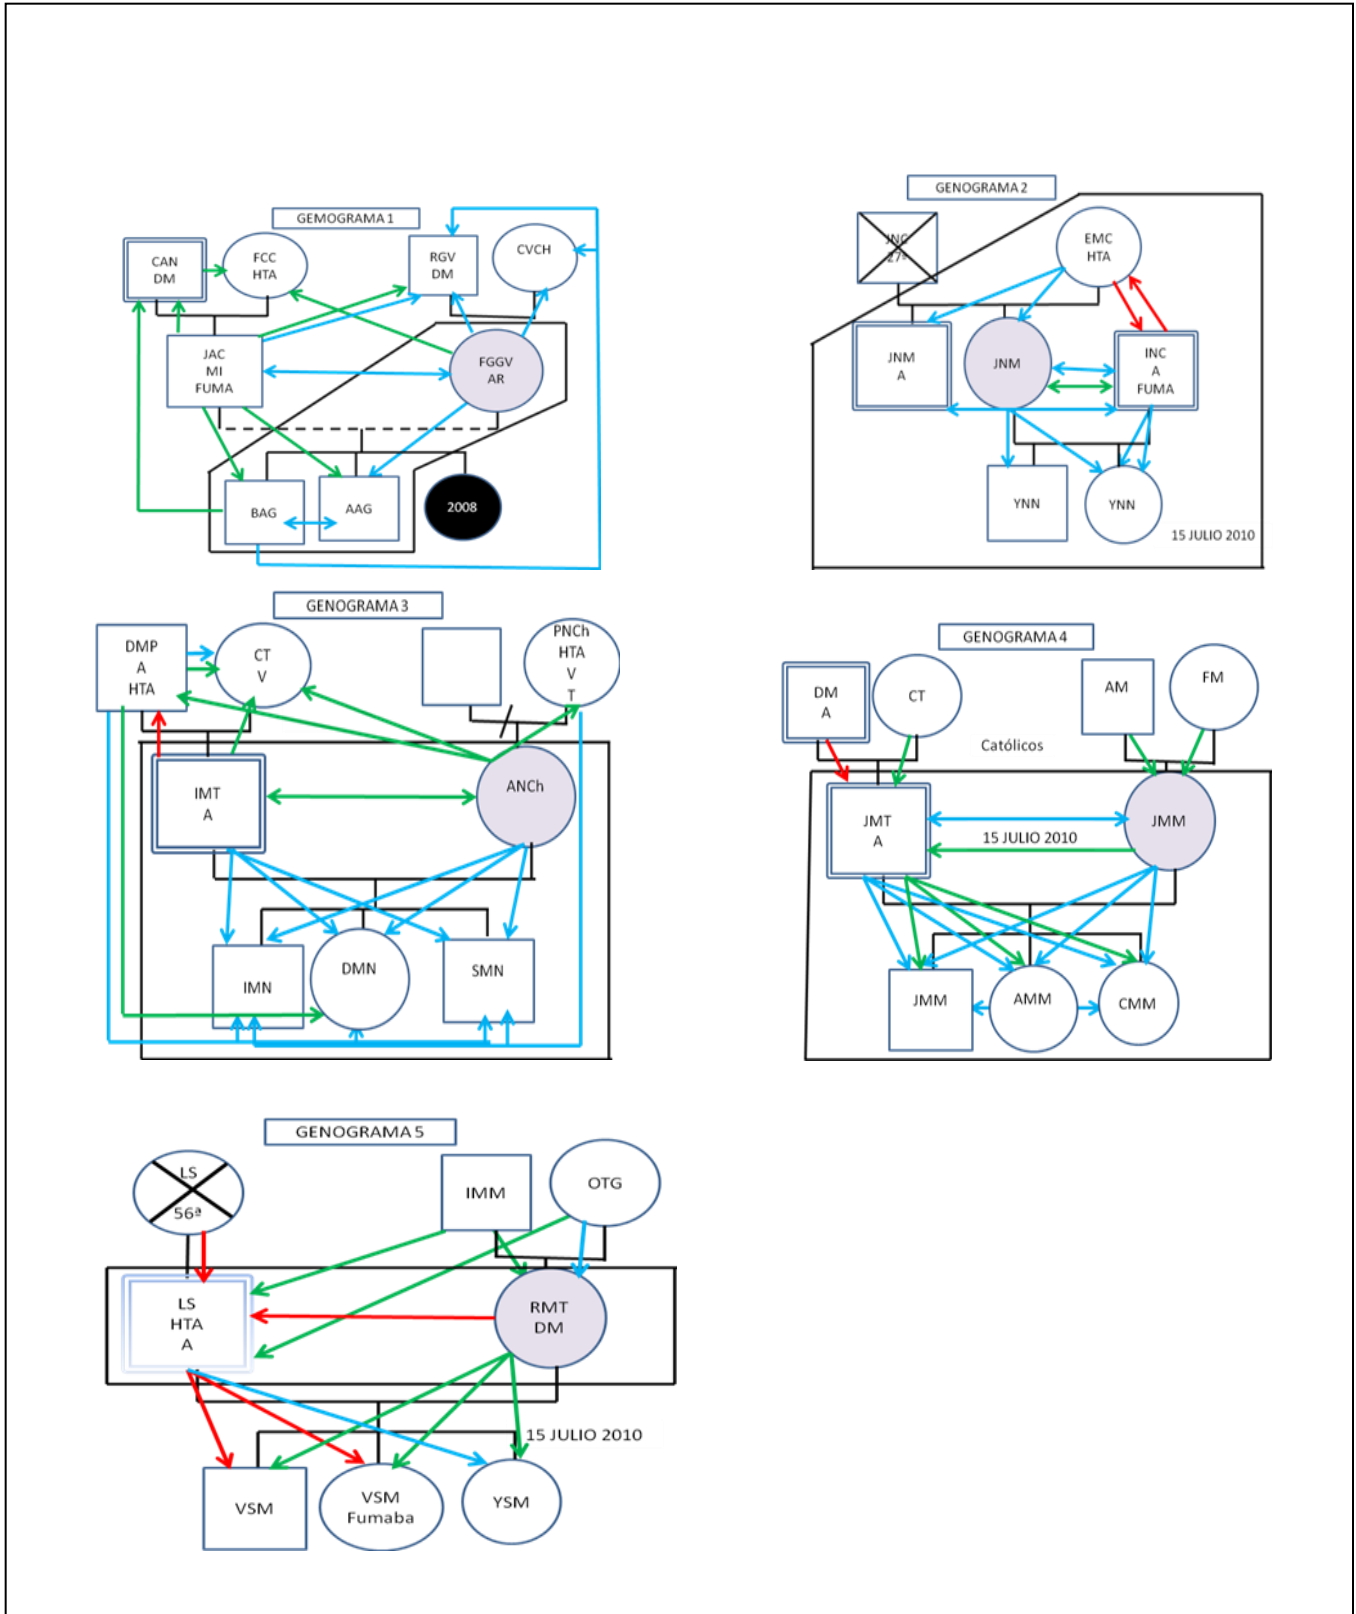 GEMOGRAMA 1
CAN
DM
FCC
HTA
RGV
DM
CVCH
JAC
MI
FUMA
FGGV
AR
BAG
AAG
2008
GENOGRAMA 2
JNC
27ª
EMC
HTA
JNM
A
JNM
INC
A
FUMA
YNN
YNN
15 JULIO 2010
GENOGRAMA 3
DMP
A
HTA
CT
V
PNCh
HTA
V
T
IMT
A
ANCh
IMN
DMN
SMN
GENOGRAMA 4
DM
A
CT
AM
FM
Católicos
JMT
A
15 JULIO 2010
JMM
JMM
AMM
CMM
GENOGRAMA 5
LS
56ª
IMM
OTG
LS
HTA
A
RMT
DM
15 JULIO 2010
VSM
VSM
Fumaba
YSM